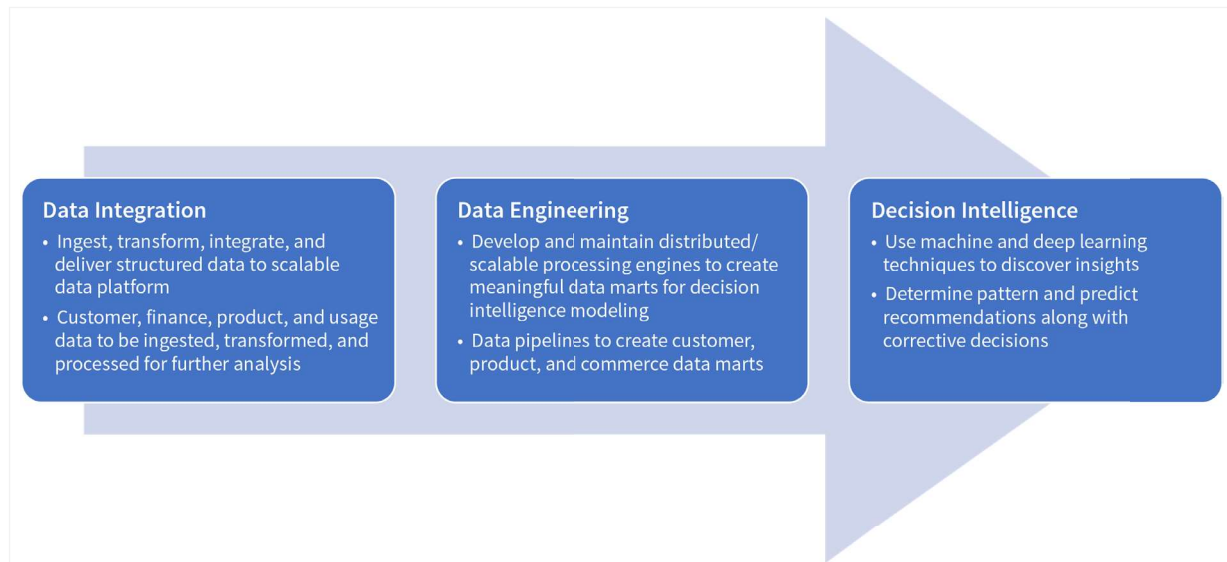 Data Integration
• Ingest, transform, integrate, and
deliver structured data to scalable
data platform
• Customer, finance, product, and usage
data to be ingested, transformed, and
processed for further analysis
Data Engineering
• Develop and maintain distributed/
scalable processing engines to create
meaningful data marts for decision
intelligence modeling
• Data pipelines to create customer,
product, and commerce data marts
Decision Intelligence
• Use machine and deep learning
techniques to discover insights
• Determine pattern and predict
recommendations along with
corrective decisions